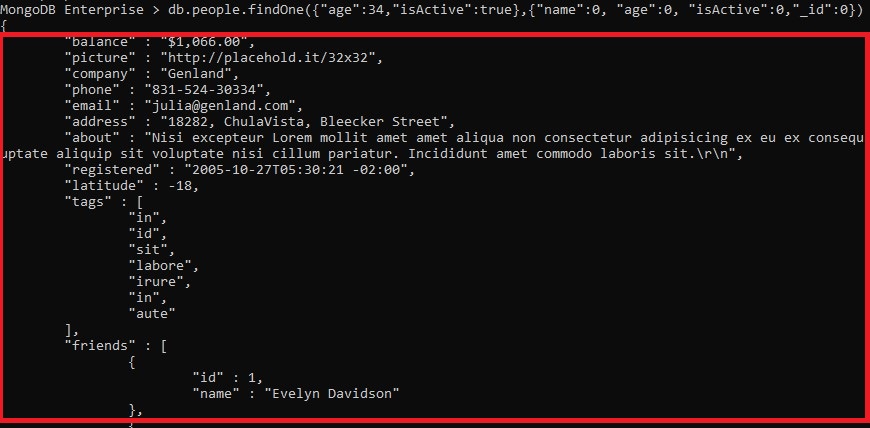 MongoDB Enterprise > db.people.findOne({"age":34,"isActive":true},{"name":0, "age":0, "isActive":0,"_id":0})
{
"balance" : "$1,066.00",
"picture" : "http://placehold.it/32x32",
"company" : "Genland",
"phone" : "831-524-30334",
"email" : "julia@genland.com",
"address" : "18282, ChulaVista, Bleecker Street",
"about" : "Nisi excepteur Lorem mollit amet amet aliqua non consectetur adipisicing ex eu ex consequ
uptate aliquip sit voluptate nisi cillum pariatur. Incididunt amet commodo laboris sit.\r\n",
"registered" : "2005-10-27T05:30:21 -02:00",
"latitude" : -18,
"tags" : [
"in",
"id",
"sit",
"labore",
"irure",
"in",
"aute"
],
"friends" : [
{
"id" : 1,
"name" : "Evelyn Davidson"
},
{